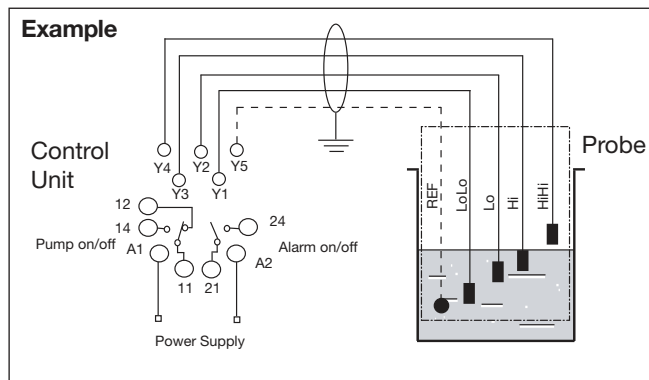 Example
Control
Unit
Y4
Y3
Y2
Y1
Y5
12
14
Pump on/off
A1
11
21
A2
24
Alarm on/off
Power Supply
Probe
REF
LoLo
Lo
Hi
HiHi